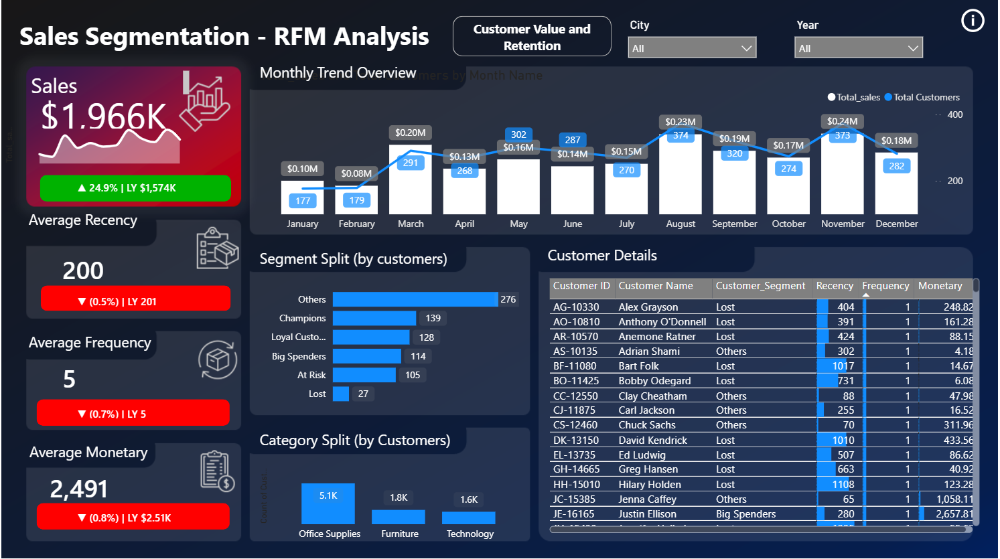 Sales Segmentation - RFM Analysis
Customer Value and
Retention
City
All
Year
All
Sales
$1,966K
▲ 24.9% | LY $1,574K
Average Recency
200
▼ (0.5%) | LY 201
Average Frequency
5
▼ (0.7%) | LY 5
Average Monetary
2,491
▼ (0.8%) | LY $2.51K
Monthly Trend Overview
by Month Name
Total_sales Total Customers
400
200
$0.10M $0.08M $0.20M $0.13M $0.16M $0.14M $0.15M $0.23M $0.19M $0.17M $0.24M $0.18M
177 179 291 268 302 287 270 374 320 274 373 282
January February March April May June July August September October November December
Segment Split (by customers)
Others 276
Champions 139
Loyal Custo... 128
Big Spenders 114
At Risk 105
Lost 27
Category Split (by Customers)
Count of Cust...
5.1K 1.8K 1.6K
Office Supplies Furniture Technology
Customer Details
Customer ID Customer Name Customer_Segment Recency Frequency Monetary
AG-10330 Alex Grayson Lost 404 1 248.82
AO-10810 Anthony O'Donnell Lost 391 1 161.28
AR-10570 Anemone Ratner Lost 424 1 88.15
AS-10135 Adrian Shami Others 302 1 4.18
BF-11080 Bart Folk Lost 1017 1 14.67
BO-11425 Bobby Odegard Lost 731 1 6.08
CC-12550 Clay Cheatham Others 88 1 47.98
CJ-11875 Carl Jackson Others 255 1 16.52
CS-12460 Chuck Sachs Others 70 1 311.96
DK-13150 David Kendrick Lost 1010 1 433.56
EL-13735 Ed Ludwig Lost 507 1 86.62
GH-14665 Greg Hansen Lost 663 1 40.92
HH-15010 Hilary Holden Lost 1108 1 123.28
JC-15385 Jenna Caffey Others 65 1 1,058.11
JE-16165 Justin Ellison Big Spenders 280 1 2,657.81